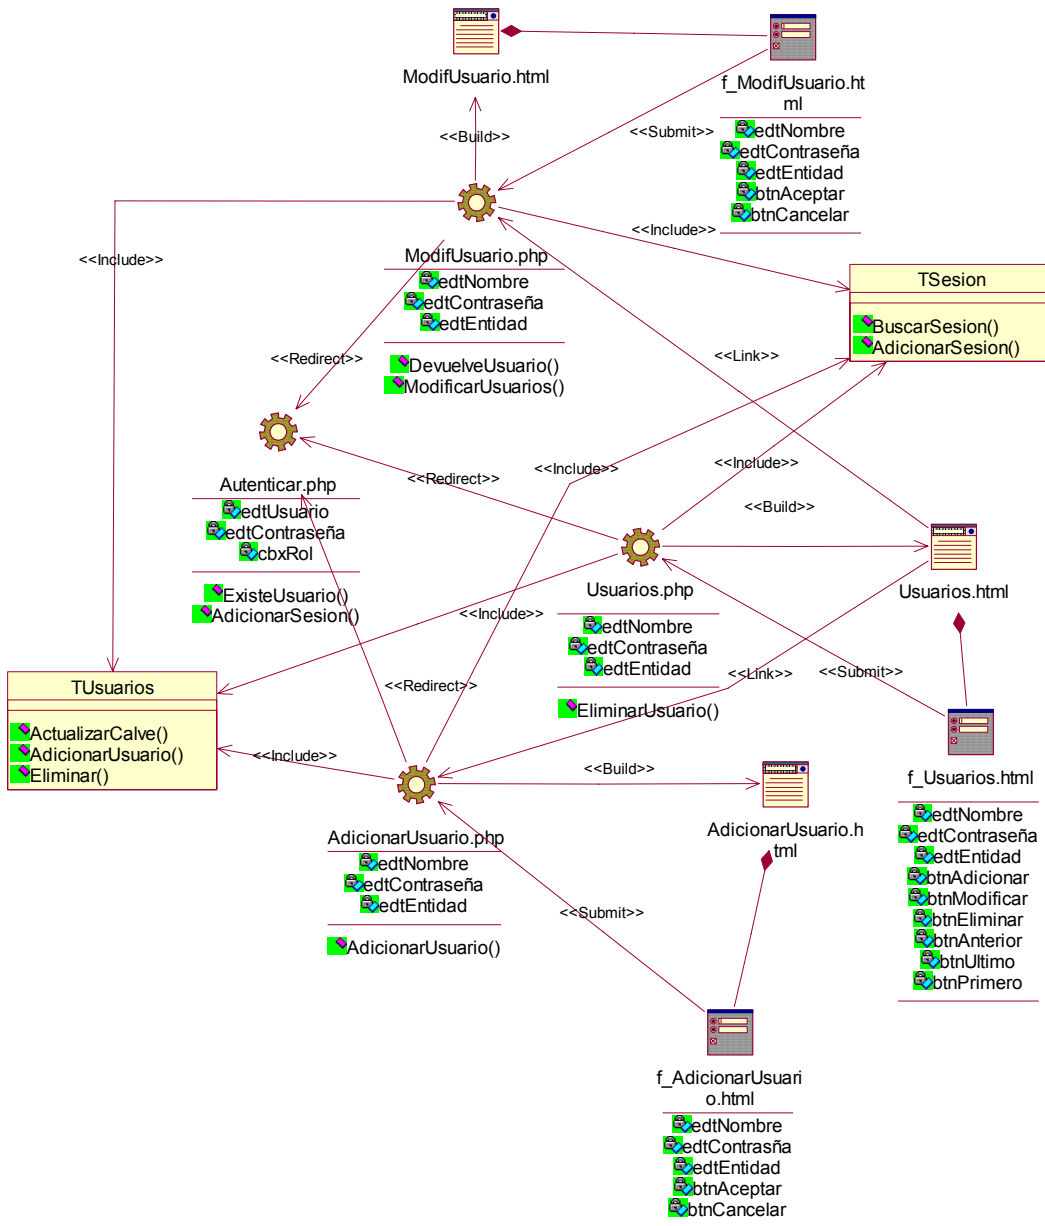 ModifUsuario.html
f_ModifUsuario.ht
ml
edtNombre
edtContraseña
edtEntidad
btnAceptar
btnCancelar
<<Build>>
<<Submit>>
<<Include>>
<<Include>>
ModifUsuario.php
edtNombre
edtContraseña
edtEntidad
DevuelveUsuario()
ModificarUsuarios()
TSesion
BuscarSesion()
AdicionarSesion()
<<Redirect>>
<<Link>>
Autenticar.php
edtUsuario
edtContraseña
cbxRol
ExisteUsuario()
AdicionarSesion()
<<Redirect>>
<<Include>>
<<Include>>
<<Build>>
Usuarios.php
edtNombre
edtContraseña
edtEntidad
EliminarUsuario()
Usuarios.html
<<Include>>
<<Redirect>>
<<Link>>
<<Submit>>
TUsuarios
ActualizarCalve()
AdicionarUsuario()
Eliminar()
<<Include>>
<<Build>>
f_Usuarios.html
edtNombre
edtContraseña
edtEntidad
btnAdicionar
btnModificar
btnEliminar
btnAnterior
btnUltimo
btnPrimero
AdicionarUsuario.php
edtNombre
edtContraseña
edtEntidad
AdicionarUsuario()
AdicionarUsuario.h
tml
<<Submit>>
f_AdicionarUsuari
o.html
edtNombre
edtContrasña
edtEntidad
btnAceptar
btnCancelar